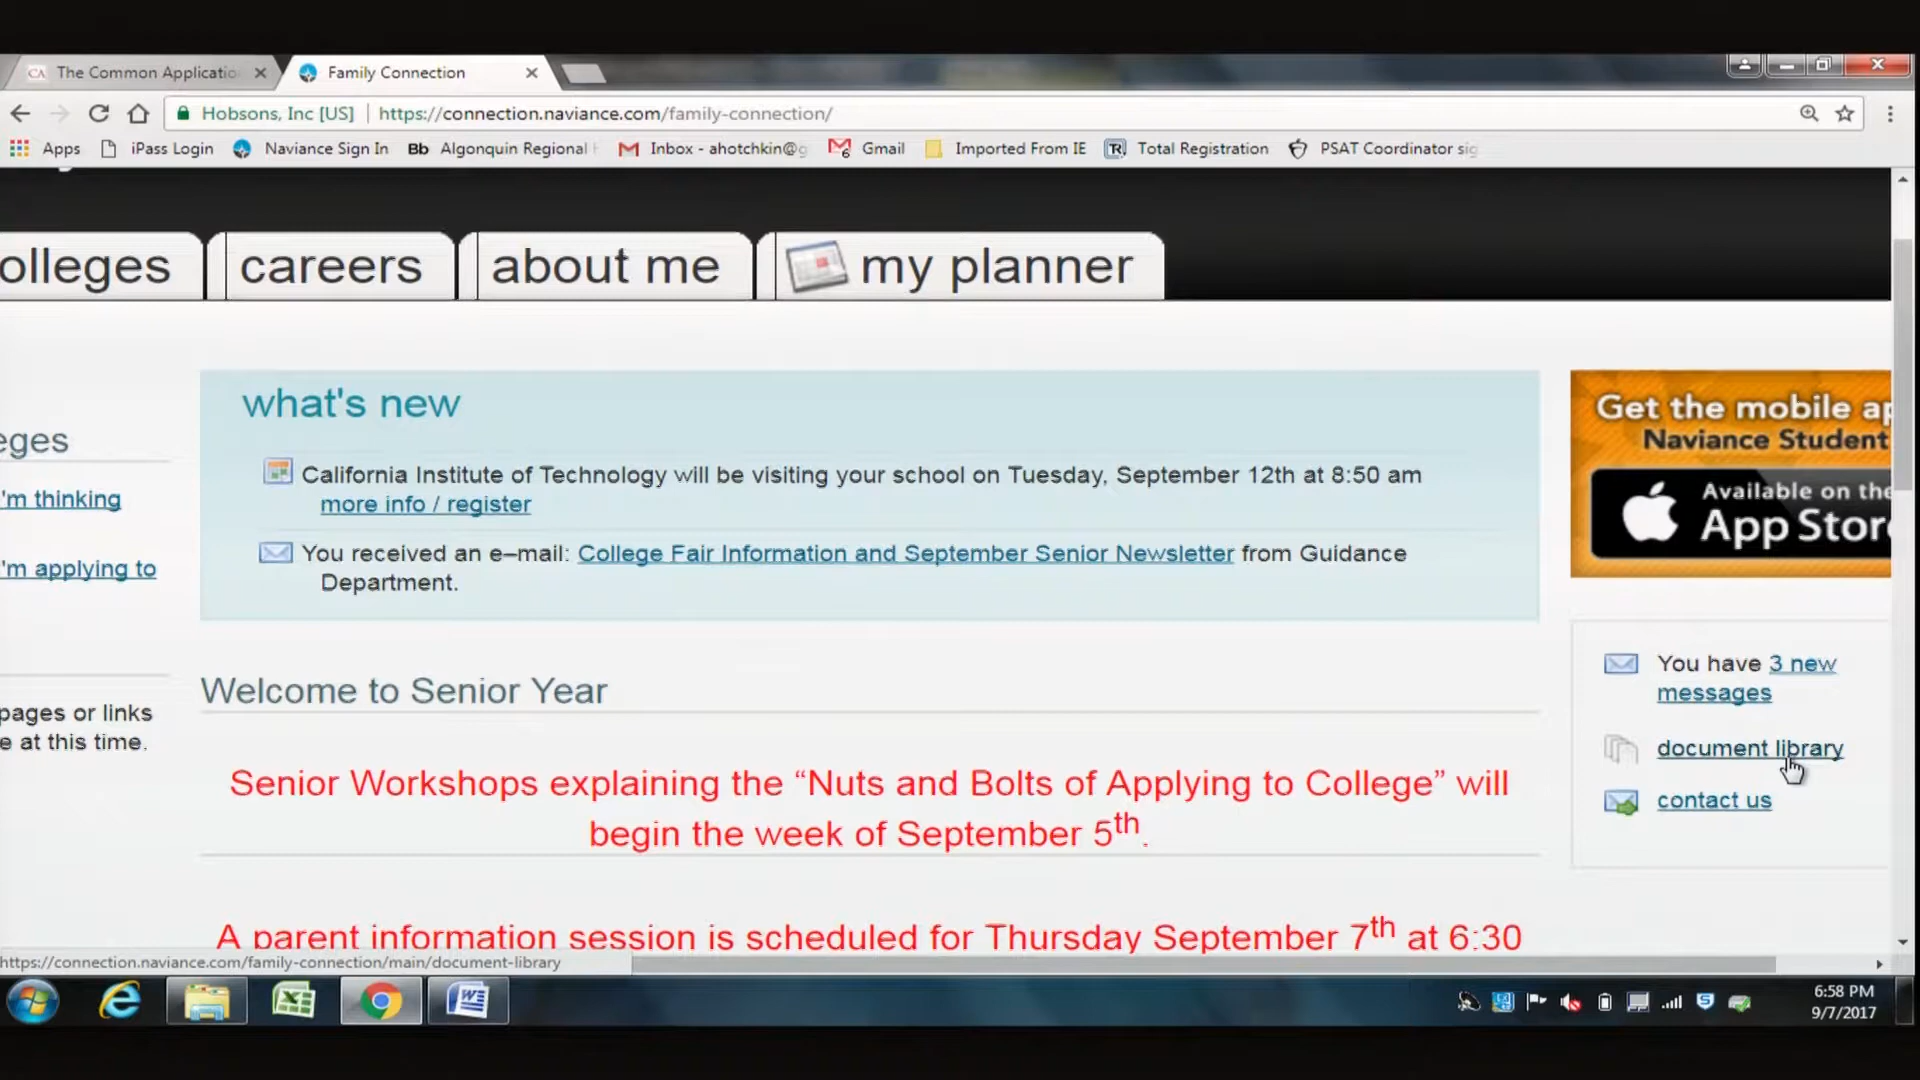 The Common Applicatio
Family Connection
Hobsons, Inc [US]
https://connection.naviance.com/family-connection/
Apps
iPass Login
Naviance Sign In
Bb Algonquin Regional
Inbox - ahotchkin@g
Gmail
Imported From IE
Total Registration
PSAT Coordinator sig
olleges
careers
about me
my planner
eges
'm thinking
'm applying to
pages or links
e at this time.
what's new
California Institute of Technology will be visiting your school on Tuesday, September 12th at 8:50 am
more info / register
You received an e-mail: College Fair Information and September Senior Newsletter from Guidance
Department.
Welcome to Senior Year
Senior Workshops explaining the “Nuts and Bolts of Applying to College” will
begin the week of September 5th.
A parent information session is scheduled for Thursday September 7th at 6:30
Get the mobile ap
Naviance Student
Available on the
App Store
You have 3 new
messages
document library
contact us
https://connection.naviance.com/family-connection/main/document-library
6:58 PM
9/7/2017